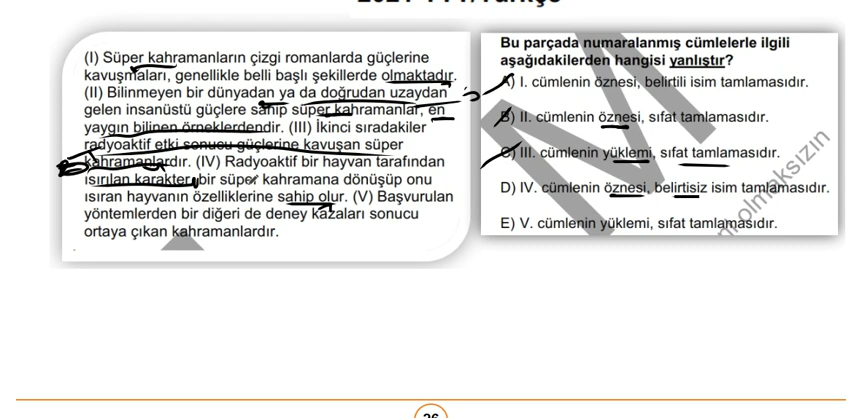 2021 TYT/Türkçe
(I) Süper kahramanların çizgi romanlarda güçlerine
kavuşmaları, genellikle belli başlı şekillerde olmaktadır.
(II) Bilinmeyen bir dünyadan ya da doğrudan uzaydan
gelen insanüstü güçlere sahip süper kahramanlar, en
yaygın bilinen örneklerdendir. (III) İkinci sıradakiler
radyoaktif etki sonucu güçlerine kavuşan süper
kahramanlardır. (IV) Radyoaktif bir hayvan tarafından
ısırılan karakter, bir süper kahramana dönüşüp onu
ısıran hayvanın özelliklerine sahip olur. (V) Başvurulan
yöntemlerden bir diğeri de deney kazaları sonucu
ortaya çıkan kahramanlardır.
Bu parçada numaralanmış cümlelerle ilgili
aşağıdakilerden hangisi yanlıştır?
A) I. cümlenin öznesi, belirtili isim tamlamasıdır.
B) II. cümlenin öznesi, sıfat tamlamasıdır.
C) III. cümlenin yüklemi, sıfat tamlamasıdır.
D) IV. cümlenin öznesi, belirtisiz isim tamlamasıdır.
E) V. cümlenin yüklemi, sıfat tamlamasıdır.
olmaksızın
26